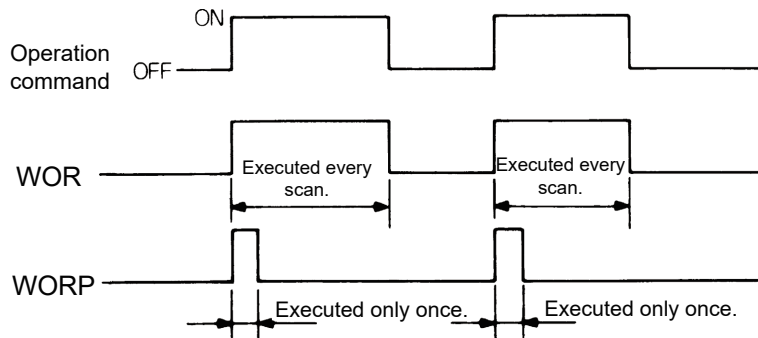 ON
Operation
command
OFF
WOR
Executed every
scan.
Executed every
scan.
WORP
Executed only once.
Executed only once.